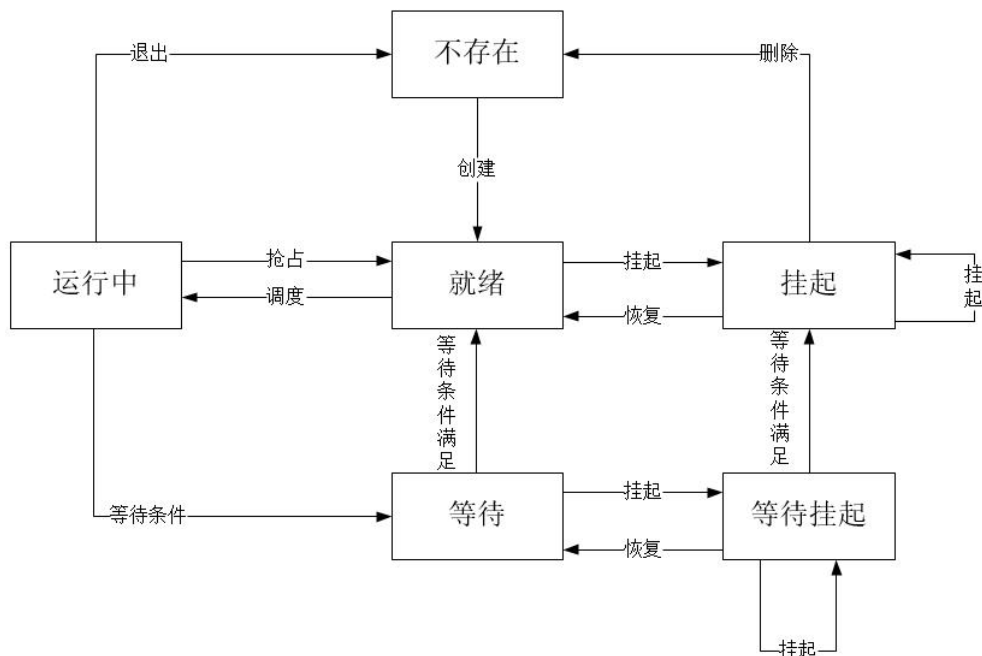 退出
不存在
删除
创建
运行中
抢占
调度
就绪
挂起
恢复
挂起
挂起
等待条件满足
等待条件满足
等待条件
等待
挂起
恢复
等待挂起
挂起